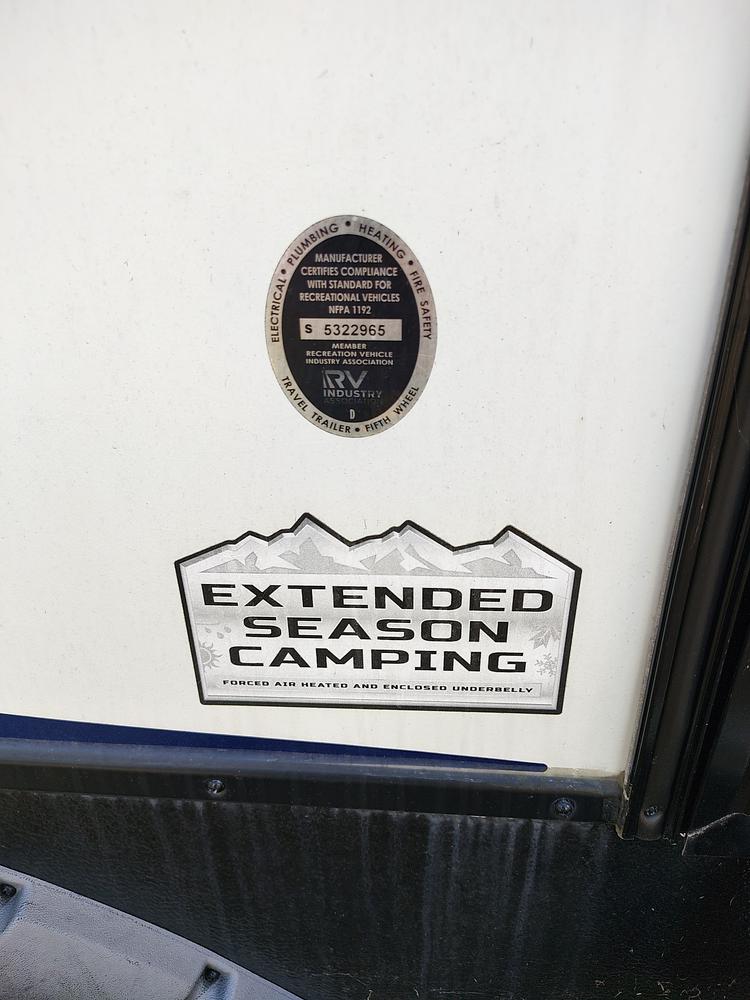 ELECTRICAL • PLUMBING • HEATING • FIRE SAFETY
MANUFACTURER
CERTIFIES COMPLIANCE
WITH STANDARD FOR
RECREATIONAL VEHICLES
NFPA 1192
S 5322965
MEMBER
RECREATION VEHICLE
INDUSTRY ASSOCIATION
RV
INDUSTRY
ASSOCIATION
D
TRAVEL TRAILER • FIFTH WHEEL
EXTENDED
SEASON
CAMPING
FORCED AIR HEATED AND ENCLOSED UNDERBELLY